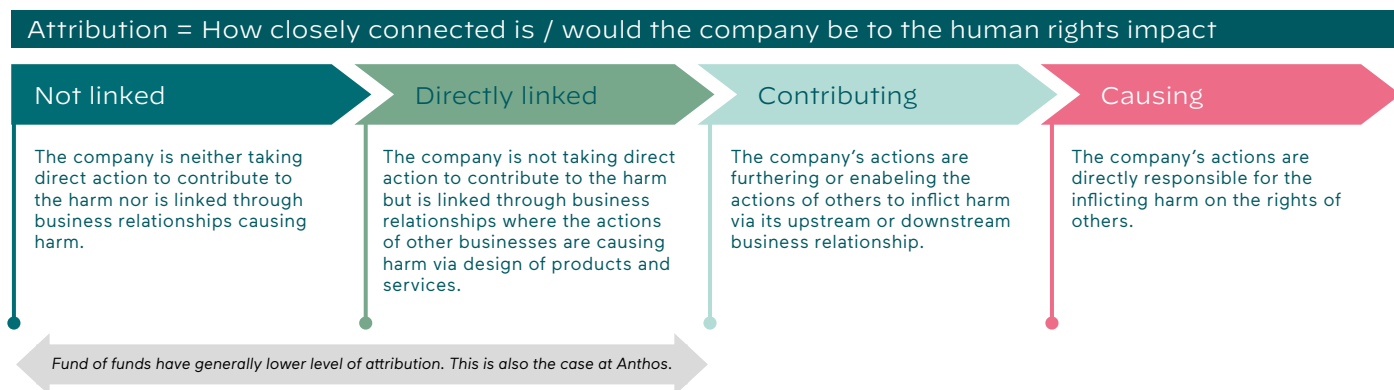 Attribution = How closely connected is / would the company be to the human rights impact
Not linked
The company is neither taking
direct action to contribute to
the harm nor is linked through
business relationships causing
harm.
Directly linked
The company is not taking direct
action to contribute to the harm
but is linked through business
relationships where the actions
of other businesses are causing
harm via design of products and
services.
Contributing
The company's actions are
furthering or enabeling the
actions of others to inflict harm
via its upstream or downstream
business relationship.
Causing
The company's actions are
directly responsible for the
inflicting harm on the rights of
others.
Fund of funds have generally lower level of attribution. This is also the case at Anthos.